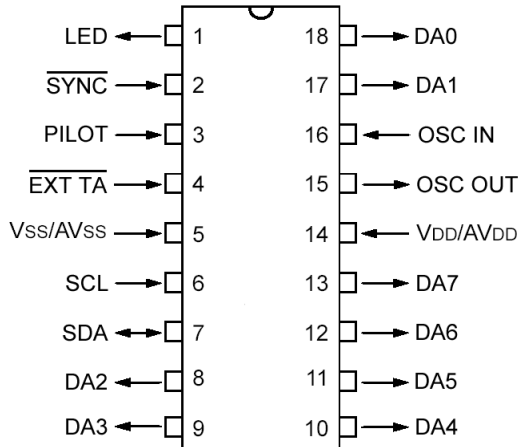 LED 1 18 DA0
SYNC 2 17 DA1
PILOT 3 16 OSC IN
EXT TA 4 15 OSC OUT
VSS/AVSS 5 14 VDD/AVDD
SCL 6 13 DA7
SDA 7 12 DA6
DA2 8 11 DA5
DA3 9 10 DA4